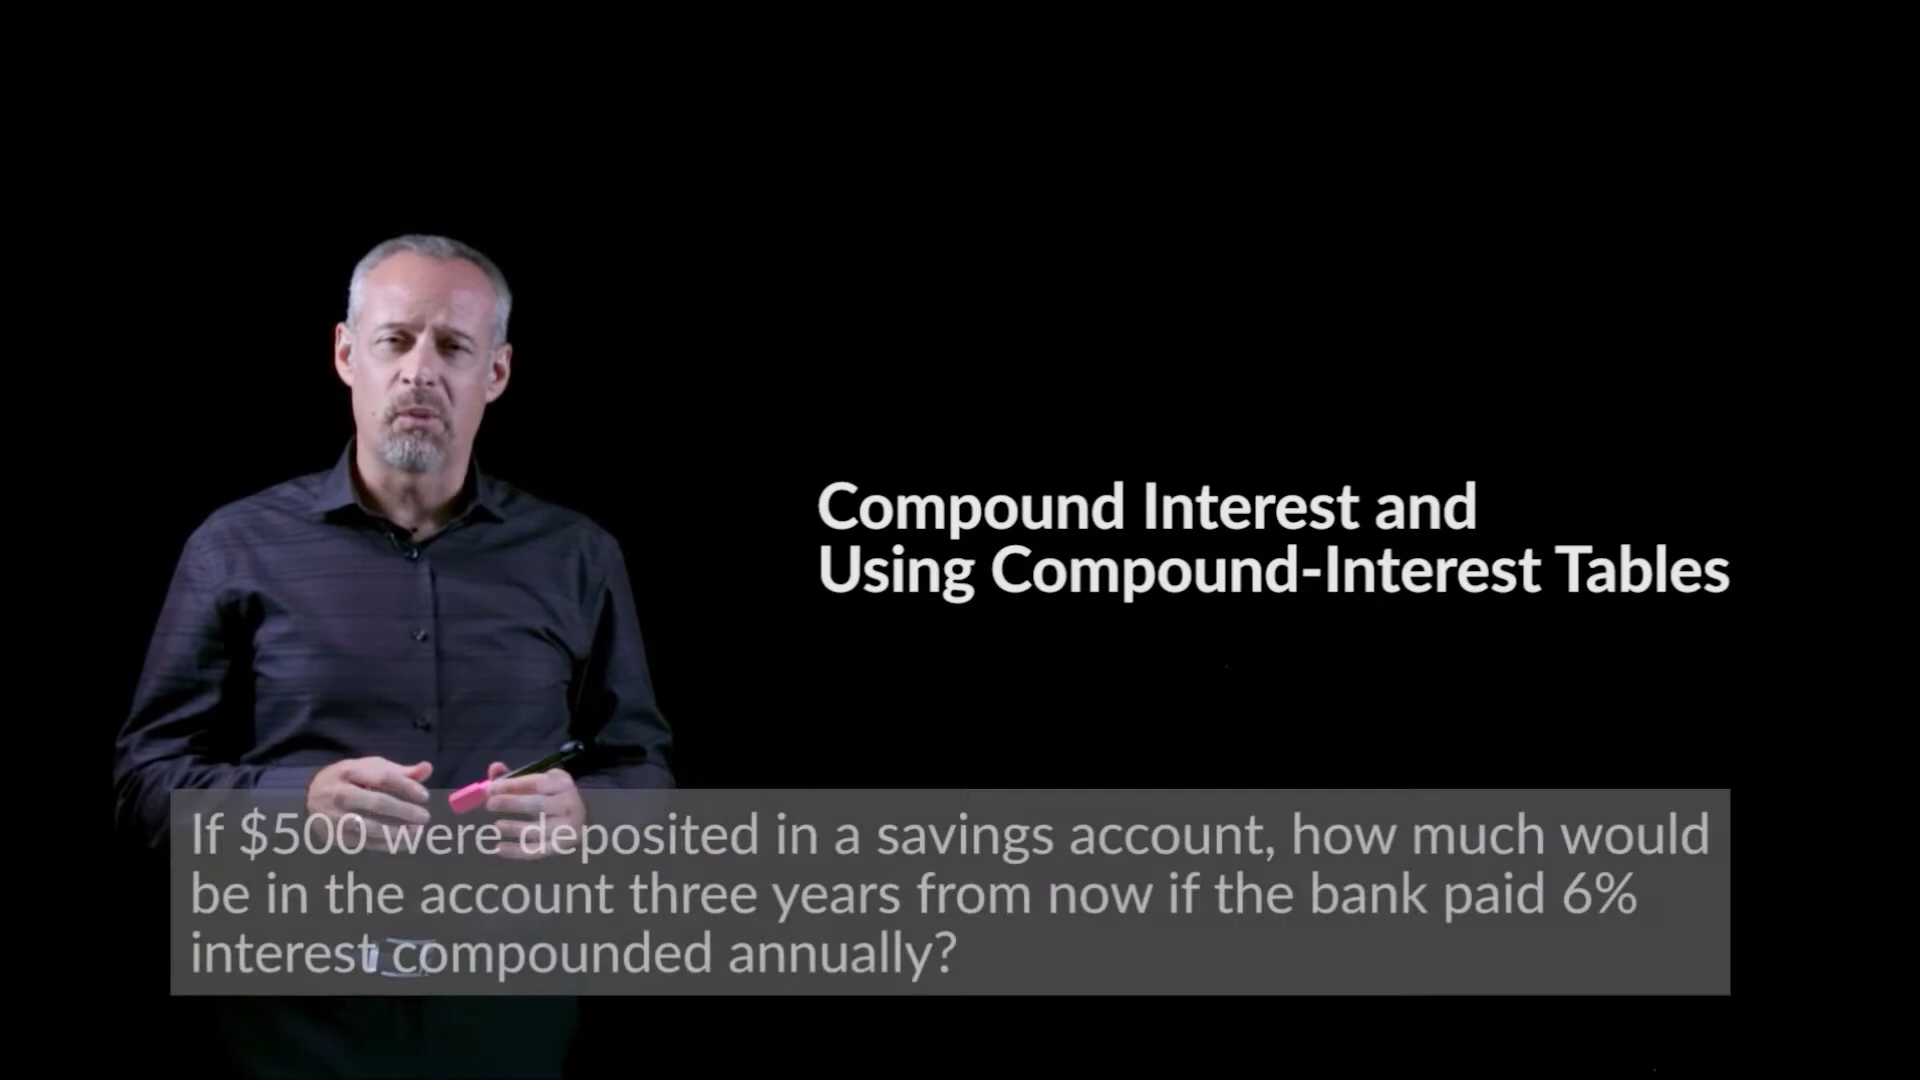 Compound Interest and
Using Compound-Interest Tables
If $500 were deposited in a savings account, how much would
be in the account three years from now if the bank paid 6%
interest compounded annually?